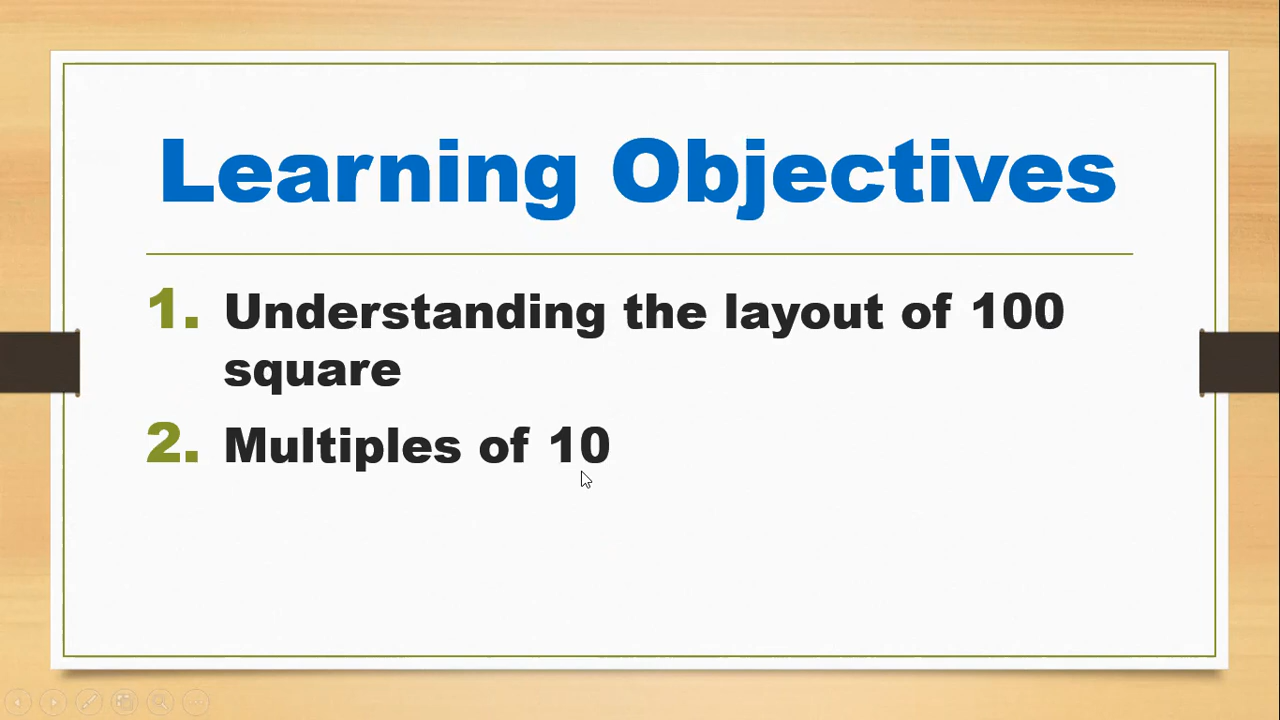 Learning Objectives
1. Understanding the layout of 100
square
2. Multiples of 10